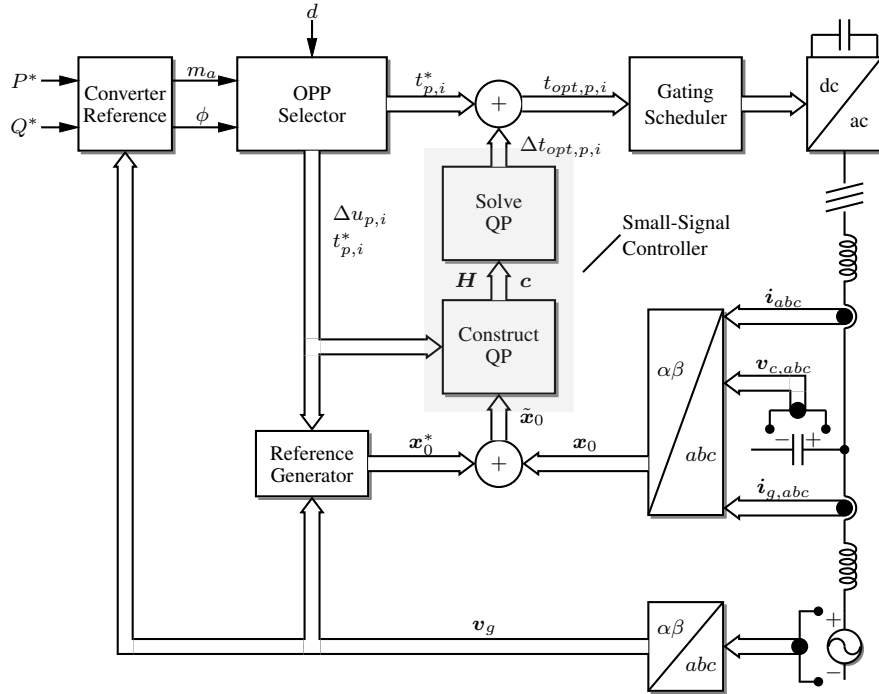 d
P*
Q*
Converter
Reference
m_a
ϕ
OPP
Selector
t*_{p,i}
+
t_{opt,p,i}
Gating
Scheduler
dc
ac
Δt_{opt,p,i}
Solve
QP
Δu_{p,i}
t*_{p,i}
Small-Signal
Controller
H
c
Construct
QP
i_{abc}
v_{c,abc}
αβ
abc
− +
x̃_0
Reference
Generator
x*_0
+
x_0
i_{g,abc}
v_g
αβ
abc
+
−